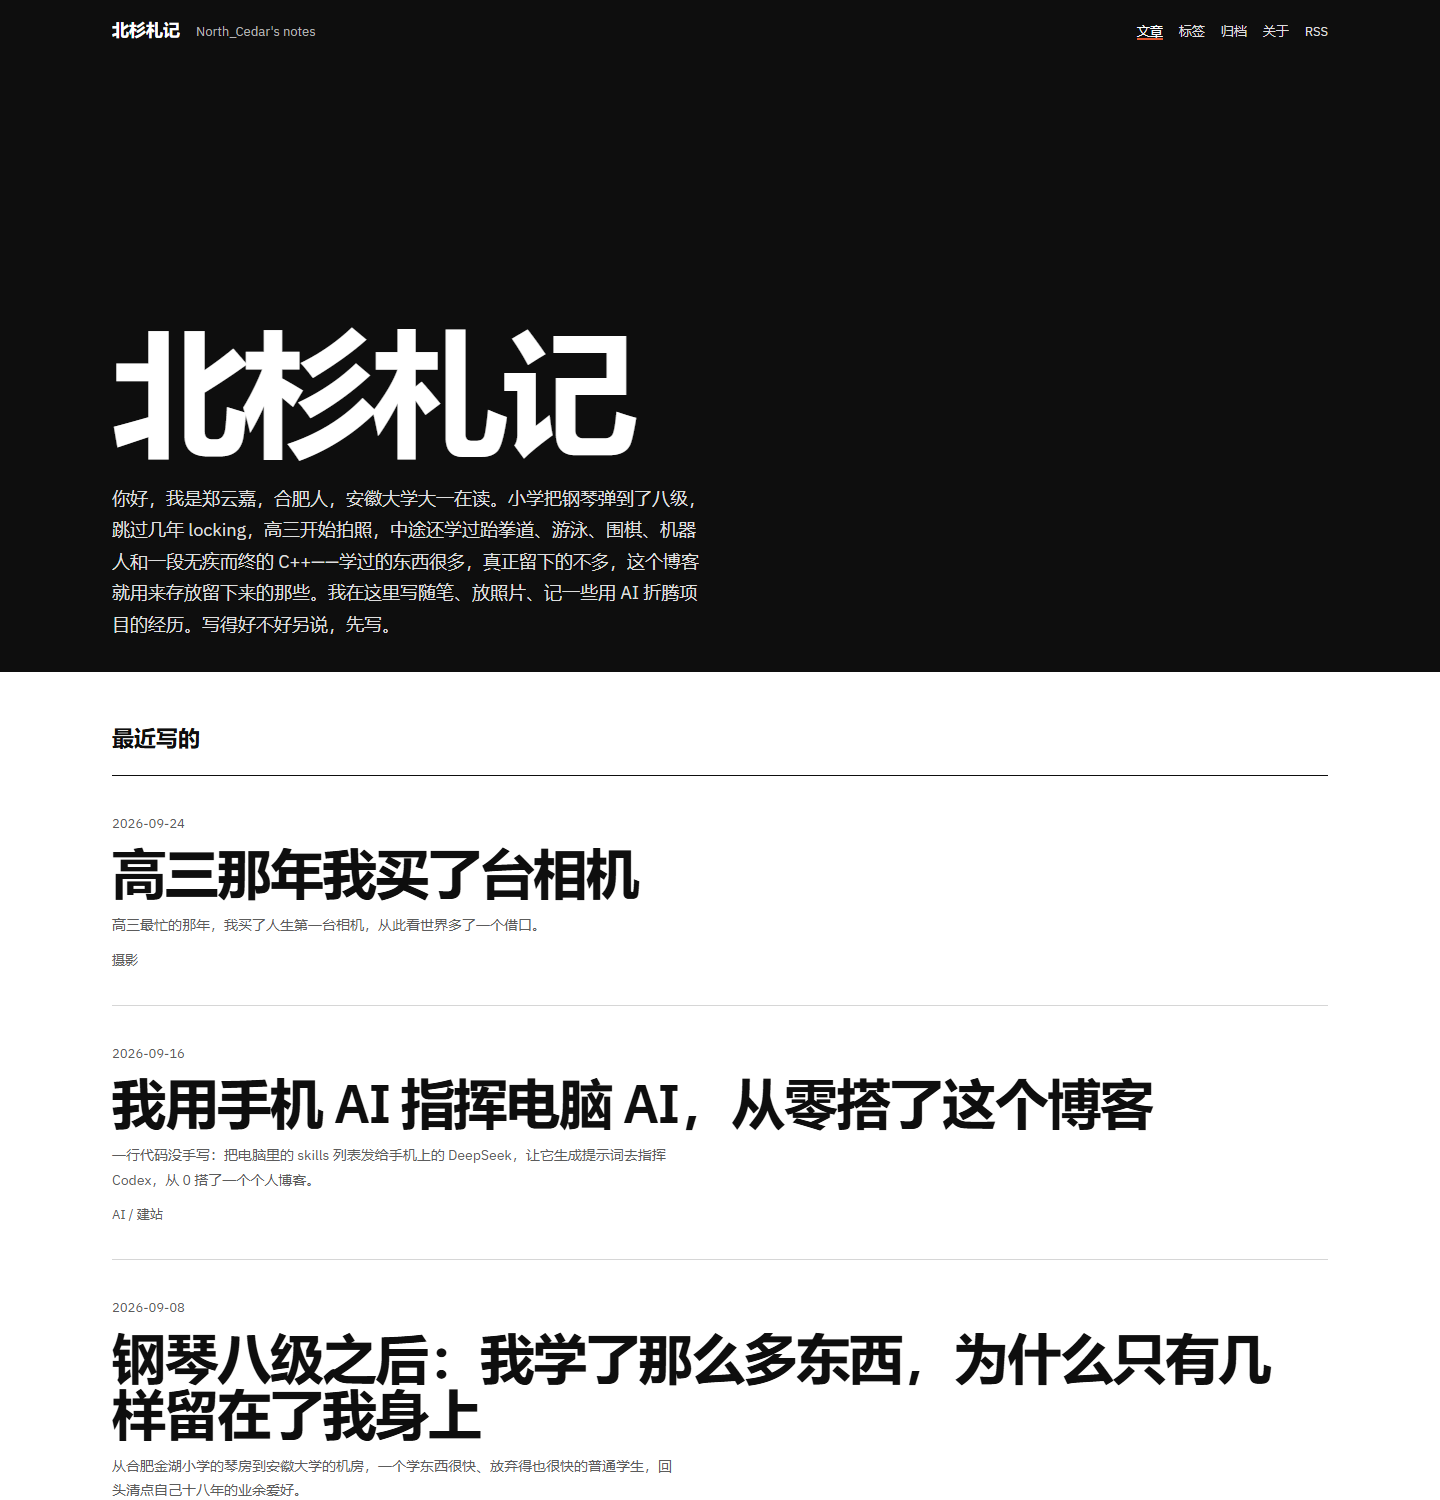 北杉札记 North_Cedar's notes 文章 标签 归档 关于 RSS
北杉札记
你好，我是郑云嘉，合肥人，安徽大学大一在读。小学把钢琴弹到了八级，
跳过几年 locking，高三开始拍照，中途还学过跆拳道、游泳、围棋、机器
人和一段无疾而终的 C++——学过的东西很多，真正留下的不多，这个博客
就用来存放留下来的那些。我在这里写随笔、放照片、记一些用 AI 折腾项
目的经历。写得好不好另说，先写。
最近写的
2026-09-24
高三那年我买了台相机
高三最忙的那年，我买了人生第一台相机，从此看世界多了一个借口。
摄影
2026-09-16
我用手机 AI 指挥电脑 AI，从零搭了这个博客
一行代码没手写：把电脑里的 skills 列表发给手机上的 DeepSeek，让它生成提示词去指挥
Codex，从 0 搭了一个个人博客。
AI / 建站
2026-09-08
钢琴八级之后：我学了那么多东西，为什么只有几
样留在了我身上
从合肥金湖小学的琴房到安徽大学的机房，一个学东西很快、放弃得也很快的普通学生，回
头清点自己十八年的业余爱好。